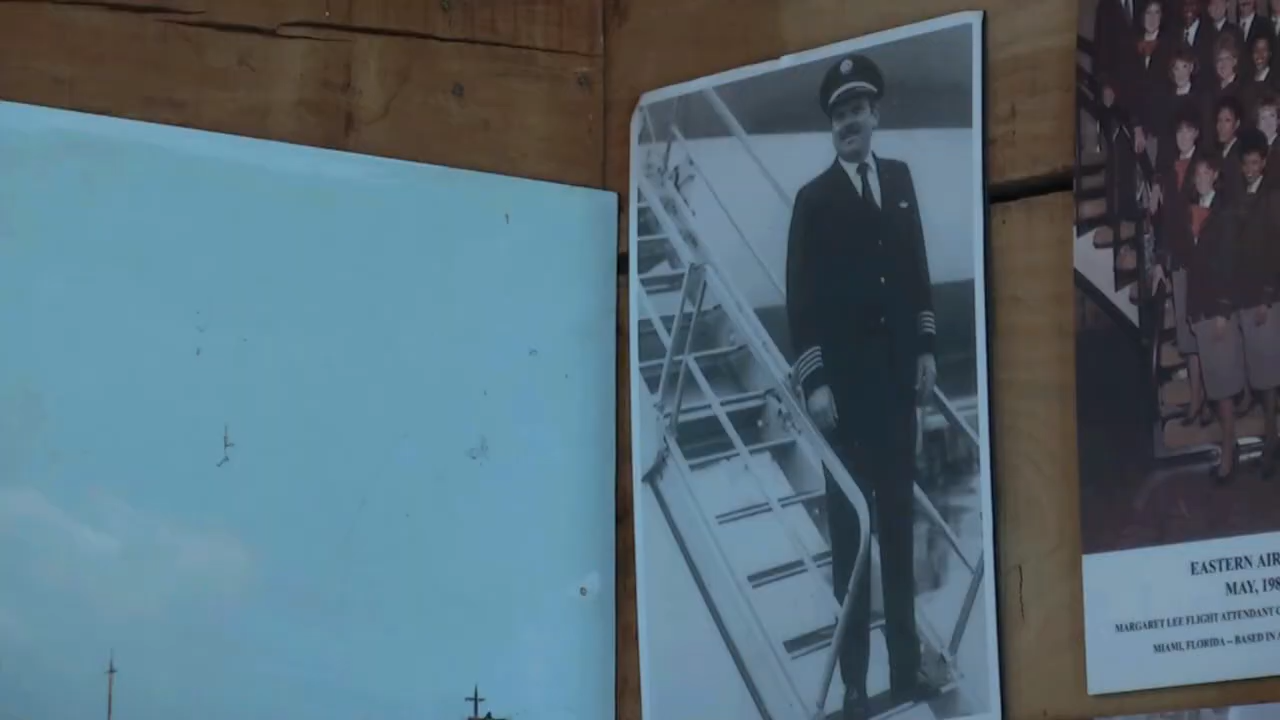 EASTERN AIR
MAY, 198
MARGARET LEE FLIGHT ATTENDANT
MIAMI, FLORIDA – BASED IN